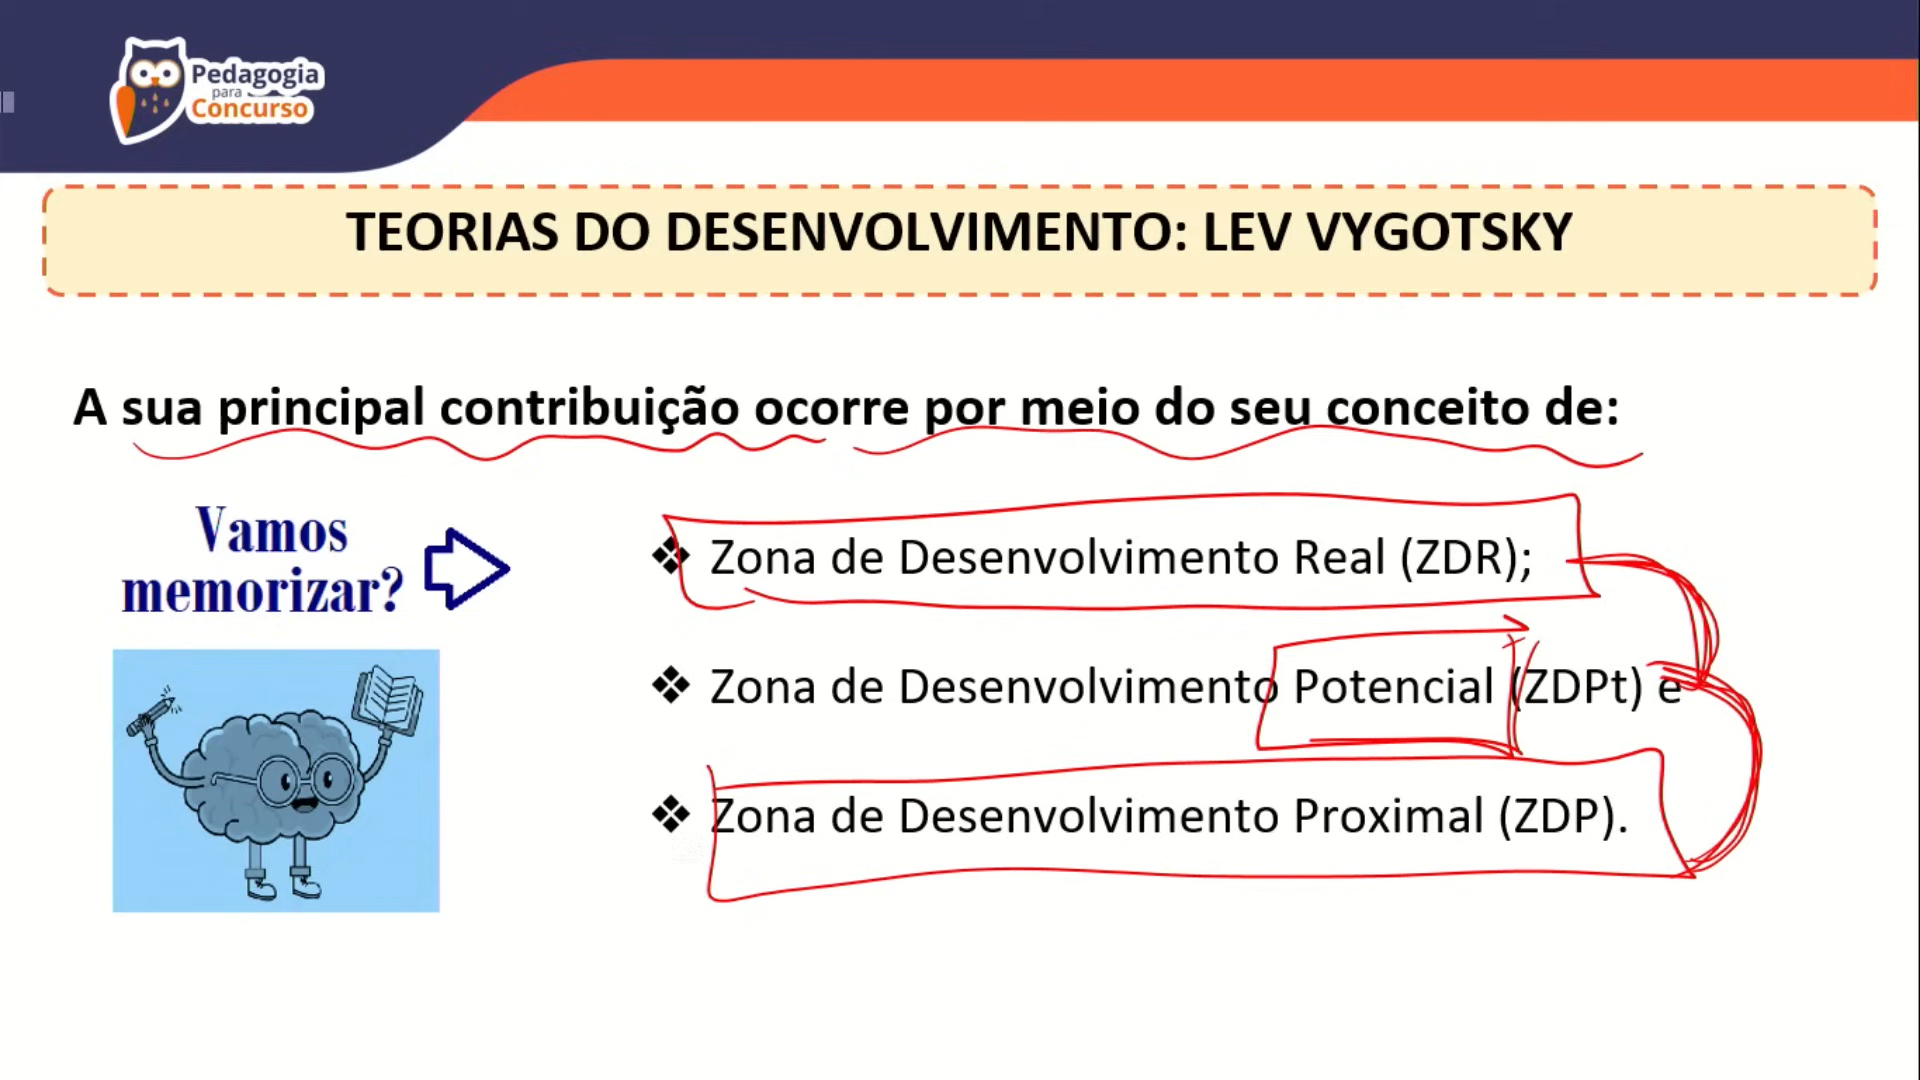 Pedagogia
para
Concurso
TEORIAS DO DESENVOLVIMENTO: LEV VYGOTSKY
A sua principal contribuição ocorre por meio do seu conceito de:
Vamos
memorizar?
❖ Zona de Desenvolvimento Real (ZDR);
❖ Zona de Desenvolvimento Potencial (ZDPt) e
❖ Zona de Desenvolvimento Proximal (ZDP).